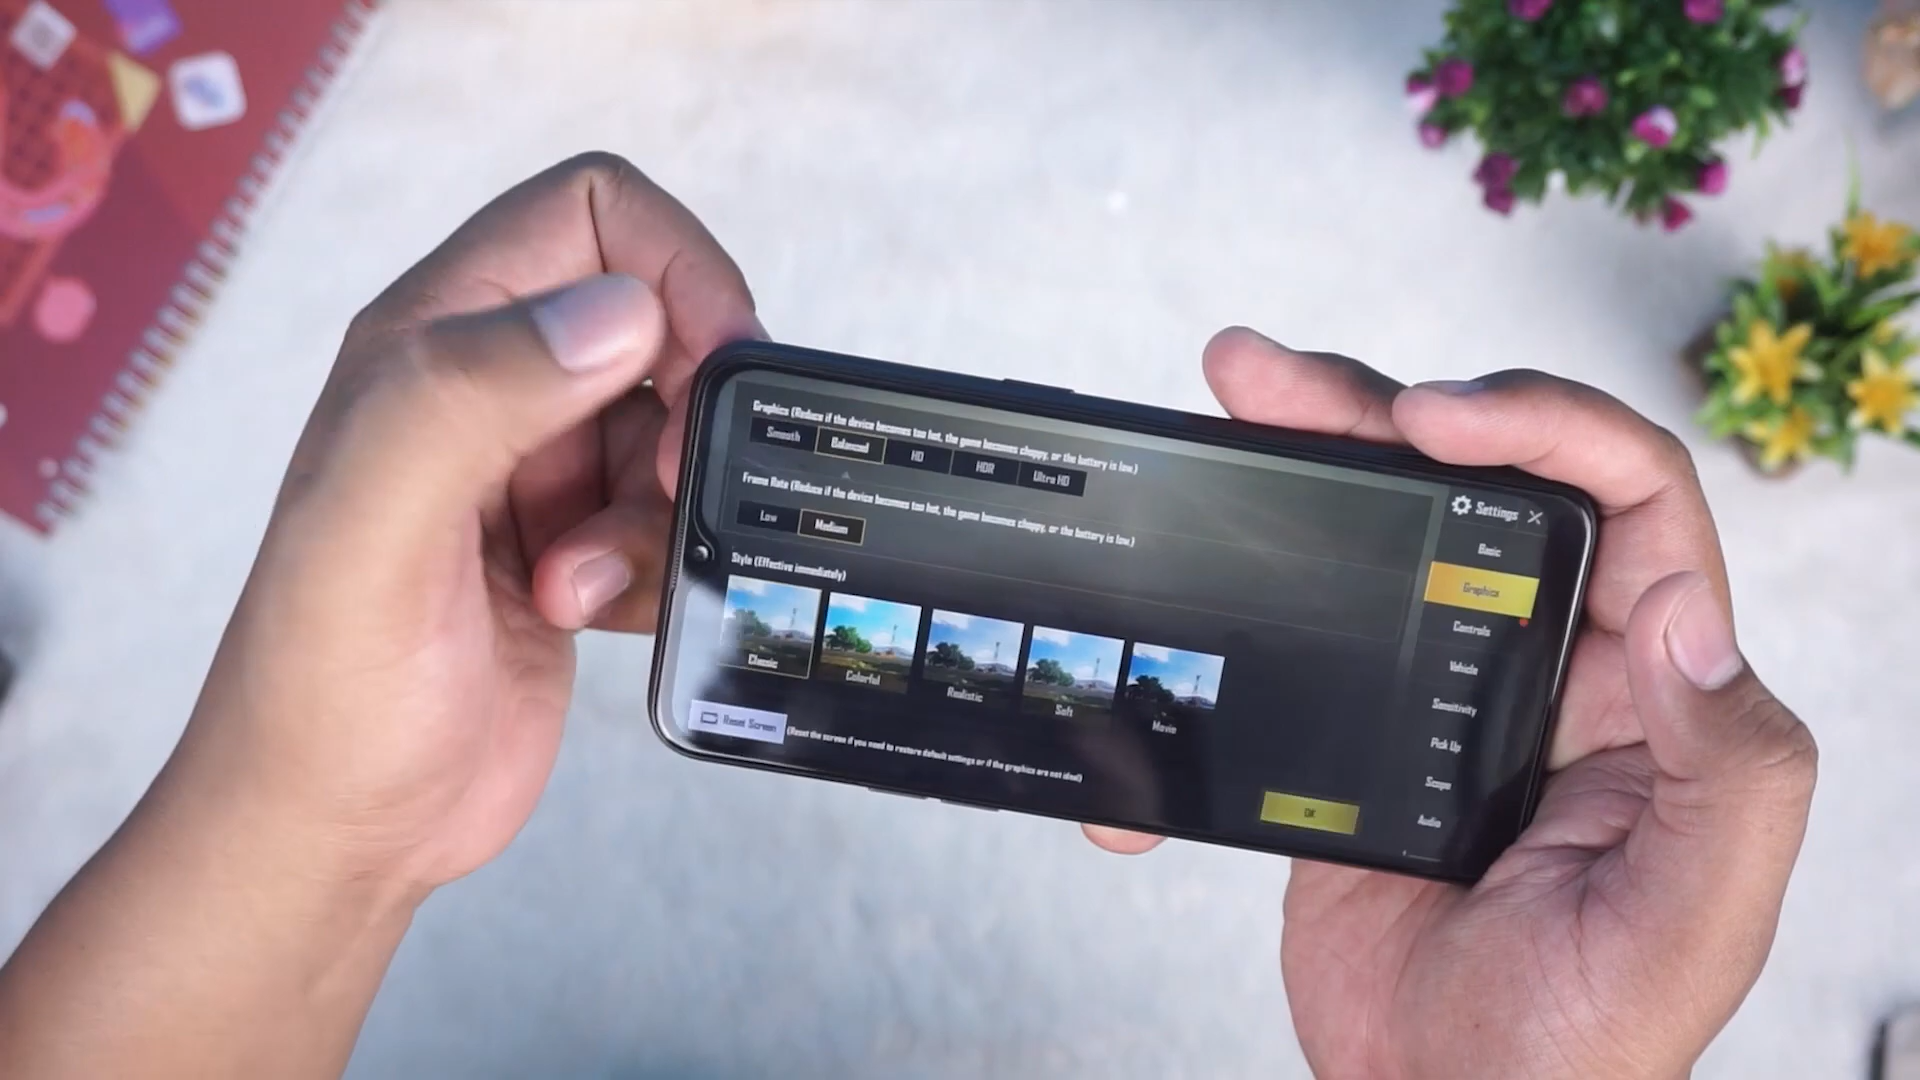 Graphics (Reduce if the device becomes too hot, the game becomes choppy, or the battery is low.)
Smooth Balanced HD HDR Ultra HD
Frame Rate (Reduce if the device becomes too hot, the game becomes choppy, or the battery is low.)
Low Medium
Style (Effective immediately)
Classic Colorful Realistic Soft Movie
Reset Screen (Reset the screen if you need to restore default settings or if the graphics are not ideal)
OK
Settings
Basic
Graphics
Controls
Vehicle
Sensitivity
Pick Up
Scope
Audio